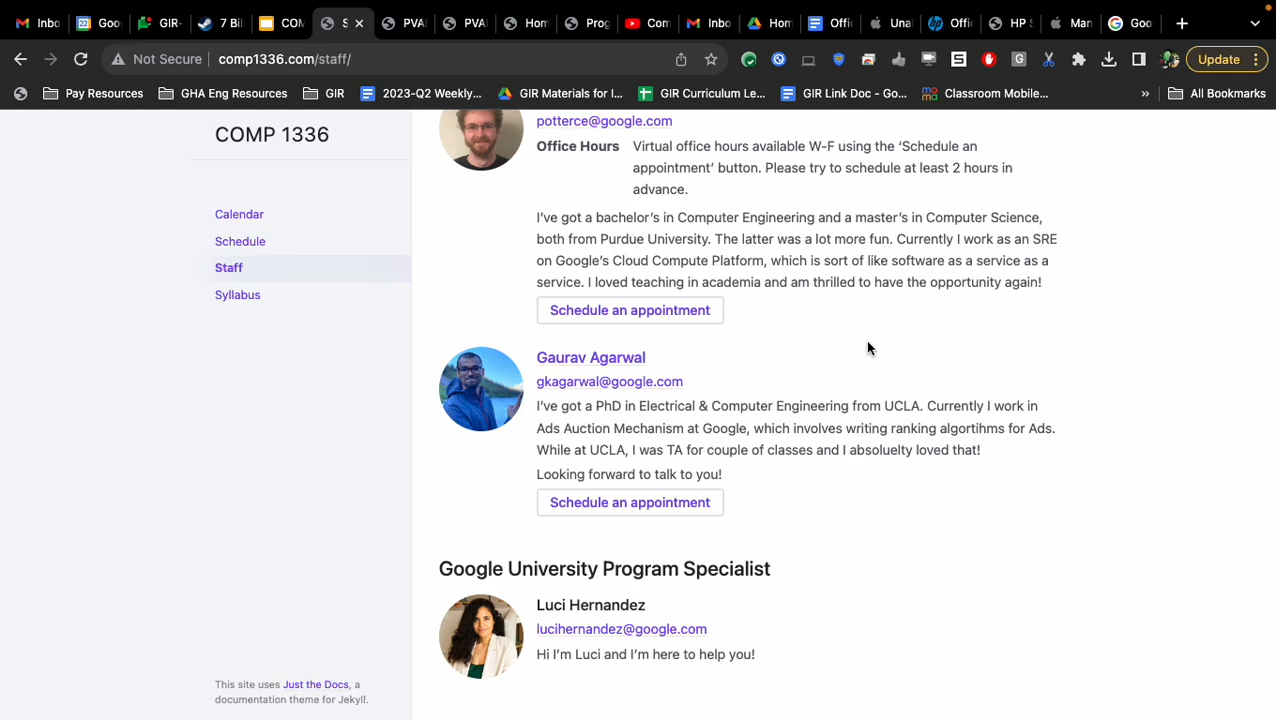 Inbo
Goo
GIR-
7 Bil
CON
S
PVA
PVA
Hom
Prog
Com
Inbo
Hom
Offi
Una
Offi
HP S
Man
Goo
Not Secure
comp1336.com/staff/
Update
Pay Resources
GHA Eng Resources
GIR
2023-Q2 Weekly...
GIR Materials for I...
GIR Curriculum Le...
GIR Link Doc - Go...
Classroom Mobile...
»
All Bookmarks
COMP 1336
Calendar
Schedule
Staff
Syllabus
potterce@google.com
Office Hours
Virtual office hours available W-F using the ‘Schedule an
appointment’ button. Please try to schedule at least 2 hours in
advance.
I’ve got a bachelor’s in Computer Engineering and a master’s in Computer Science,
both from Purdue University. The latter was a lot more fun. Currently I work as an SRE
on Google’s Cloud Compute Platform, which is sort of like software as a service as a
service. I loved teaching in academia and am thrilled to have the opportunity again!
Schedule an appointment
Gaurav Agarwal
gkagarwal@google.com
I’ve got a PhD in Electrical & Computer Engineering from UCLA. Currently I work in
Ads Auction Mechanism at Google, which involves writing ranking algortihms for Ads.
While at UCLA, I was TA for couple of classes and I absoluelty loved that!
Looking forward to talk to you!
Schedule an appointment
Google University Program Specialist
Luci Hernandez
lucihernandez@google.com
Hi I’m Luci and I’m here to help you!
This site uses Just the Docs, a
documentation theme for Jekyll.